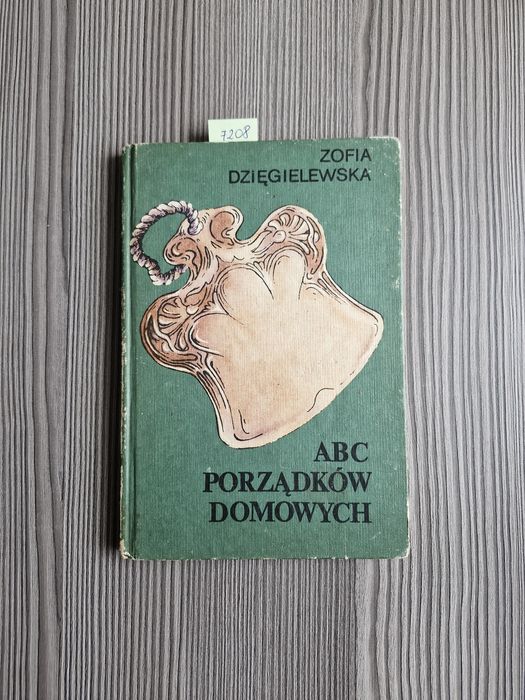 7208
ZOFIA
DZIĘGIELEWSKA
ABC
PORZĄDKÓW
DOMOWYCH